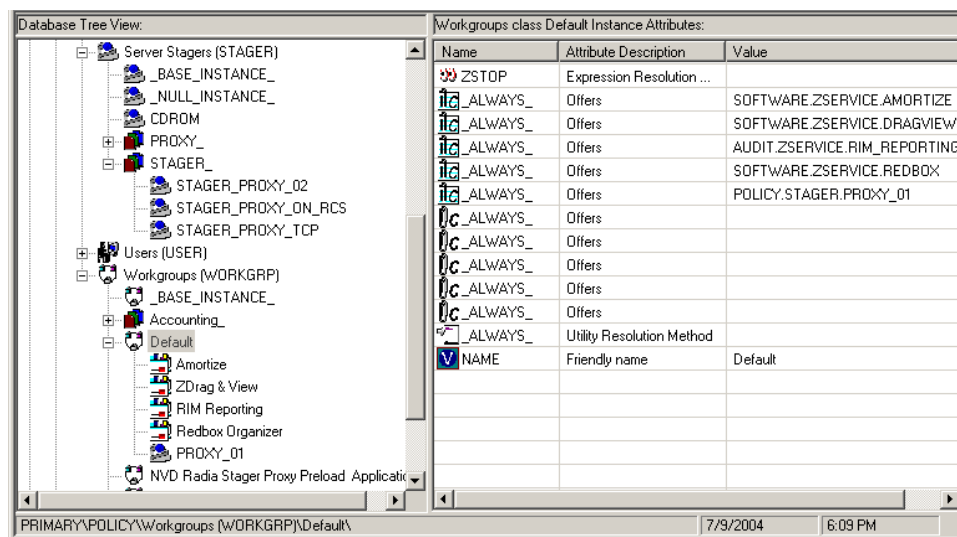 Database Tree View:
Server Stagers (STAGER)
_BASE_INSTANCE_
_NULL_INSTANCE_
CDROM
PROXY_
STAGER_
STAGER_PROXY_02
STAGER_PROXY_ON_RCS
STAGER_PROXY_TCP
Users (USER)
Workgroups (WORKGRP)
_BASE_INSTANCE_
Accounting_
Default
Amortize
ZDrag & View
RIM Reporting
Redbox Organizer
PROXY_01
NVD Radia Stager Proxy Preload Applicatic
Workgroups class Default Instance Attributes:
Name Attribute Description Value
ZSTOP Expression Resolution ...
_ALWAYS_ Offers SOFTWARE.ZSERVICE.AMORTIZE
_ALWAYS_ Offers SOFTWARE.ZSERVICE.DRAGVIEW
_ALWAYS_ Offers AUDIT.ZSERVICE.RIM_REPORTING
_ALWAYS_ Offers SOFTWARE.ZSERVICE.REDBOX
_ALWAYS_ Offers POLICY.STAGER.PROXY_01
_ALWAYS_ Offers
_ALWAYS_ Offers
_ALWAYS_ Offers
_ALWAYS_ Offers
_ALWAYS_ Offers
_ALWAYS_ Utility Resolution Method
V NAME Friendly name Default
PRIMARY\POLICY\Workgroups (WORKGRP)\Default\ 7/9/2004 6:09 PM